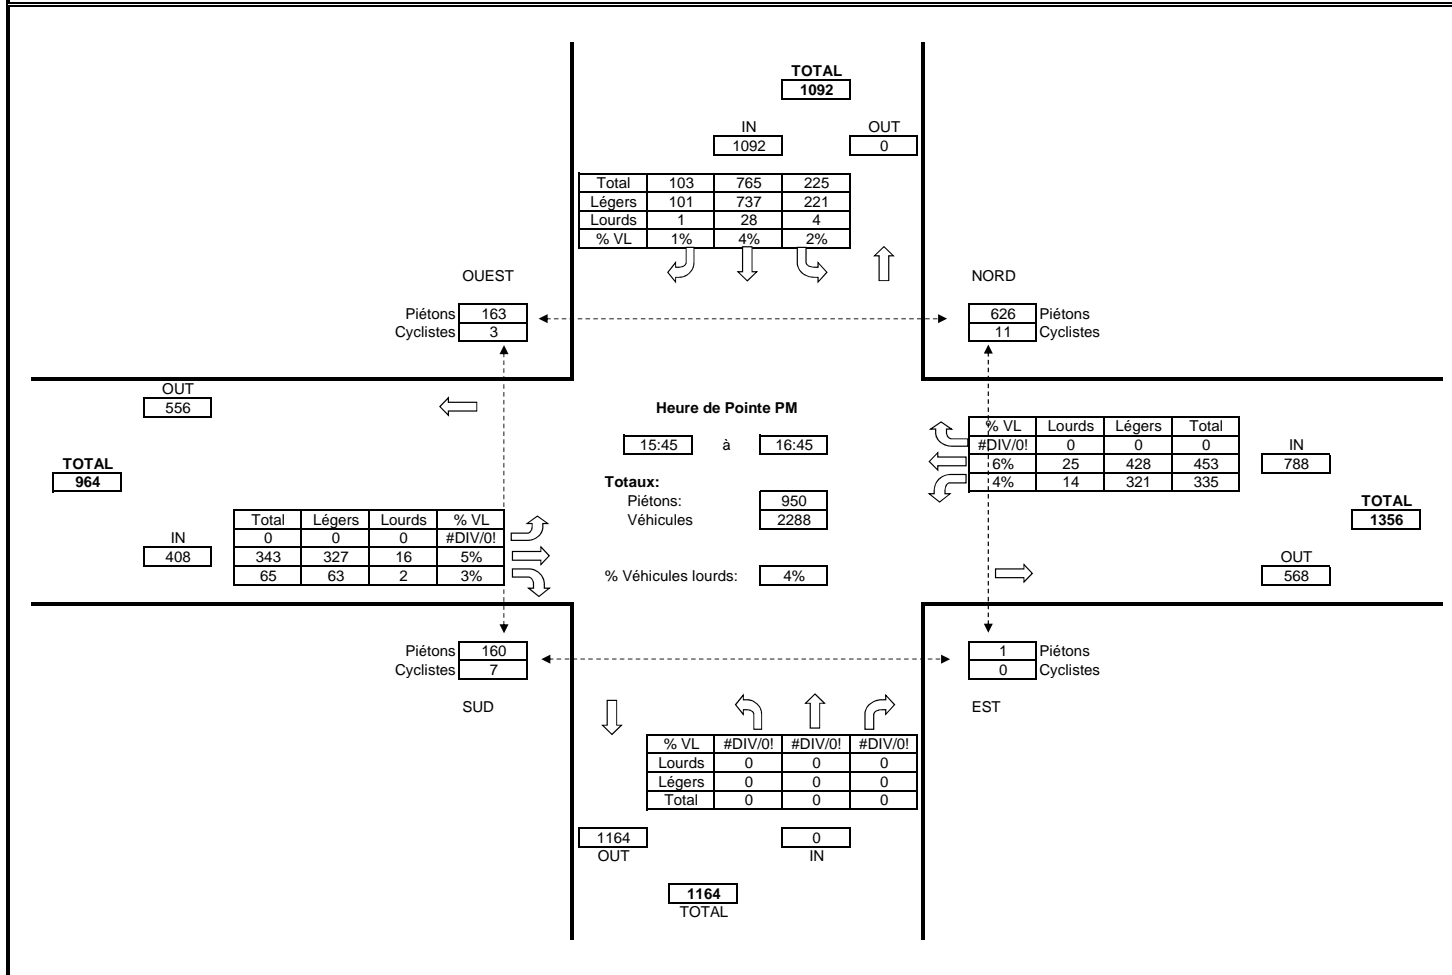 TOTAL
1092
IN OUT
1092 0
Total 103 765 225
Légers 101 737 221
Lourds 1 28 4
% VL 1% 4% 2%
OUEST NORD
Piétons 163 626 Piétons
Cyclistes 3 11 Cyclistes
OUT
556
Heure de Pointe PM
15:45 à 16:45
% VL Lourds Légers Total
#DIV/0! 0 0 0 IN
6% 25 428 453 788
4% 14 321 335
TOTAL
964
Totaux:
Piétons: 950
Véhicules 2288
TOTAL
1356
Total Légers Lourds % VL
IN 0 0 0 #DIV/0!
408 343 327 16 5%
65 63 2 3%
% Véhicules lourds: 4%
OUT
568
Piétons 160 1 Piétons
Cyclistes 7 0 Cyclistes
SUD EST
% VL #DIV/0! #DIV/0! #DIV/0!
Lourds 0 0 0
Légers 0 0 0
Total 0 0 0
1164 0
OUT IN
1164
TOTAL